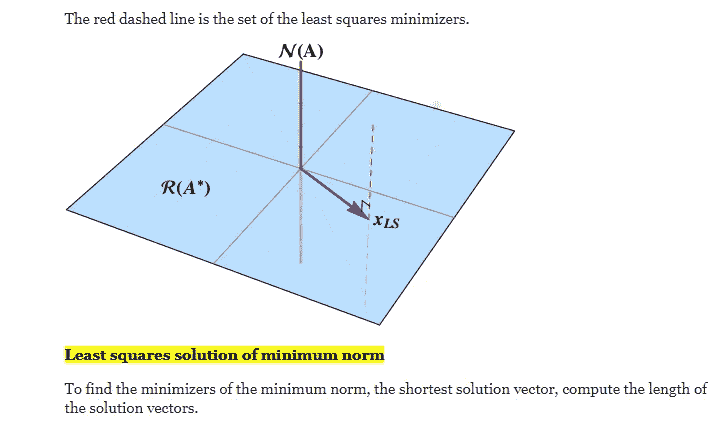 The red dashed line is the set of the least squares minimizers.
N(A)
R(A*)
xLS
Least squares solution of minimum norm
To find the minimizers of the minimum norm, the shortest solution vector, compute the length of
the solution vectors.